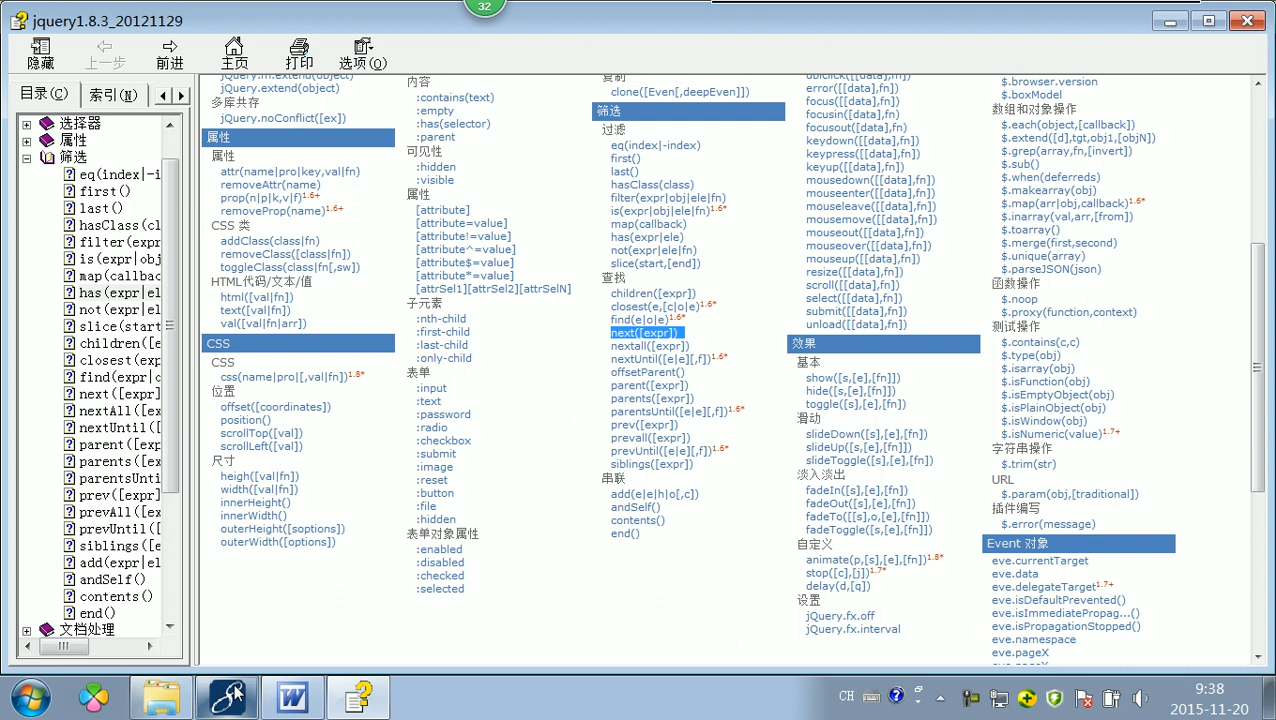 32
jquery1.8.3_20121129
隐藏
上一步
前进
主页
打印
选项(O)
目录(C)
索引(N)
选择器
属性
筛选
eq(index|-i
first()
last()
hasClass(cl
filter(expr
is(expr|obj
map(callbac
has(expr|el
not(expr|el
slice(start
children([e
closest(exp
find(expr|o
next([expr]
nextAll([ex
nextUntil([
parent([exp
parents([ex
parentsUnti
prev([expr]
prevAll([ex
prevUntil([
siblings([e
add(expr|el
andSelf()
contents()
end()
文档处理
jQuery.fn.extend(object)
jQuery.extend(object)
多库共存
jQuery.noConflict([ex])
属性
属性
attr(name|pro|key,val|fn)
removeAttr(name)
prop(n|p|k,v|f)1.6+
removeProp(name)1.6+
CSS 类
addClass(class|fn)
removeClass([class|fn])
toggleClass(class|fn[,sw])
HTML代码/文本/值
html([val|fn])
text([val|fn])
val([val|fn|arr])
CSS
CSS
css(name|pro|[,val|fn])1.8*
位置
offset([coordinates])
position()
scrollTop([val])
scrollLeft([val])
尺寸
heigh([val|fn])
width([val|fn])
innerHeight()
innerWidth()
outerHeight([soptions])
outerWidth([options])
内容
:contains(text)
:empty
:has(selector)
:parent
可见性
:hidden
:visible
属性
[attribute]
[attribute=value]
[attribute!=value]
[attribute^=value]
[attribute$=value]
[attribute*=value]
[attrSel1][attrSel2][attrSelN]
子元素
:nth-child
:first-child
:last-child
:only-child
表单
:input
:text
:password
:radio
:checkbox
:submit
:image
:reset
:button
:file
:hidden
表单对象属性
:enabled
:disabled
:checked
:selected
复制
clone([Even[,deepEven]])
筛选
过滤
eq(index|-index)
first()
last()
hasClass(class)
filter(expr|obj|ele|fn)
is(expr|obj|ele|fn)1.6*
map(callback)
has(expr|ele)
not(expr|ele|fn)
slice(start,[end])
查找
children([expr])
closest(e,[c|o|e)1.6*
find(e|o|e)1.6*
next([expr])
nextall([expr])
nextUntil([e|e][,f])1.6*
offsetParent()
parent([expr])
parents([expr])
parentsUntil([e|e][,f])1.6*
prev([expr])
prevall([expr])
prevUntil([e|e][,f])1.6*
siblings([expr])
串联
add(e|e|h|o[,c])
andSelf()
contents()
end()
dblclick([[data],fn])
error([[data],fn])
focus([[data],fn])
focusin([data],fn)
focusout([data],fn)
keydown([[data],fn])
keypress([[data],fn])
keyup([[data],fn])
mousedown([[data],fn])
mouseenter([[data],fn])
mouseleave([[data],fn])
mousemove([[data],fn])
mouseout([[data],fn])
mouseover([[data],fn])
mouseup([[data],fn])
resize([[data],fn])
scroll([[data],fn])
select([[data],fn])
submit([[data],fn])
unload([[data],fn])
效果
基本
show([s,[e],[fn]])
hide([s,[e],[fn]])
toggle([s],[e],[fn])
滑动
slideDown([s],[e],[fn])
slideUp([s,[e],[fn]])
slideToggle([s],[e],[fn])
淡入淡出
fadeIn([s],[e],[fn])
fadeOut([s],[e],[fn])
fadeTo([[s],o,[e],[fn]])
fadeToggle([s,[e],[fn]])
自定义
animate(p,[s],[e],[fn])1.8*
stop([c],[j])1.7*
delay(d,[q])
设置
jQuery.fx.off
jQuery.fx.interval
$.browser.version
$.boxModel
数组和对象操作
$.each(object,[callback])
$.extend([d],tgt,obj1,[objN])
$.grep(array,fn,[invert])
$.sub()
$.when(deferreds)
$.makearray(obj)
$.map(arr|obj,callback)1.6*
$.inarray(val,arr,[from])
$.toarray()
$.merge(first,second)
$.unique(array)
$.parseJSON(json)
函数操作
$.noop
$.proxy(function,context)
测试操作
$.contains(c,c)
$.type(obj)
$.isarray(obj)
$.isFunction(obj)
$.isEmptyObject(obj)
$.isPlainObject(obj)
$.isWindow(obj)
$.isNumeric(value)1.7+
字符串操作
$.trim(str)
URL
$.param(obj,[traditional])
插件编写
$.error(message)
Event 对象
eve.currentTarget
eve.data
eve.delegateTarget1.7+
eve.isDefaultPrevented()
eve.isImmediatePropag...()
eve.isPropagationStopped()
eve.namespace
eve.pageX
CH
9:38
2015-11-20